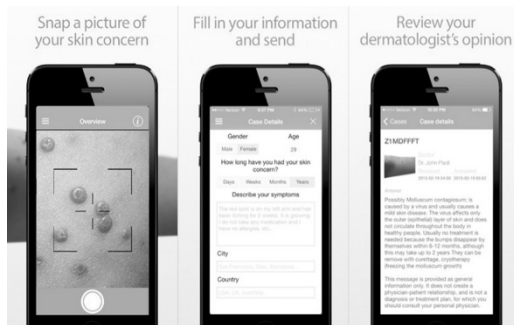 Snap a picture of
your skin concern
Overview
Fill in your information
and send
Case Details
Gender
Age
Male
Female
29
How long have you had your skin
concern?
Days
Weeks
Months
Years
Describe your symptoms
City
Country
Review your
dermatologist's opinion
Cases
Case details
Z1MDFFFT
Dr. John Paoli
Answer
Possibly Molluscum contagiosum, is
caused by a virus and usually causes a
mild skin disease. The virus affects only
the outer (epithelial) layer of skin and does
not circulate throughout the body in
healthy people. Usually no treatment is
needed because the bumps disappear by
themselves within 6-12 months, although
this may take up to 2 years They can be
remove with curettage, cryotherapy
(freezing the molluscum growth)
This message is provided as general
information only. It does not create a
physician-patient relationship, and is not a
diagnosis or treatment plan, for which you
should consult your personal physician.